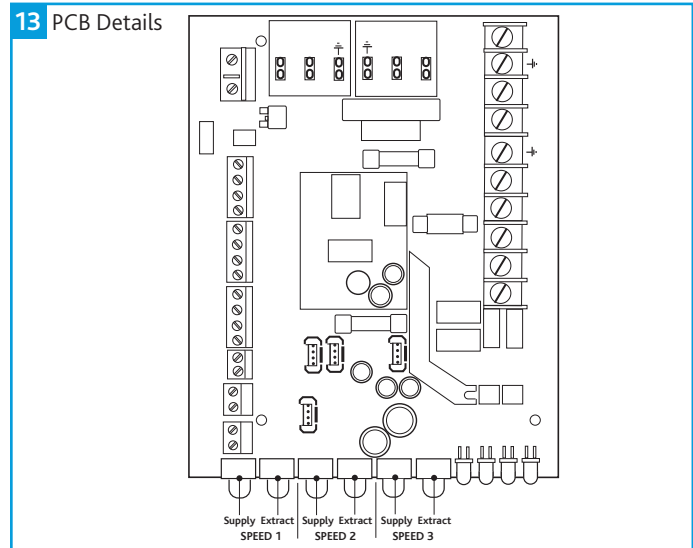 13 PCB Details
Supply Extract Supply Extract Supply Extract
SPEED 1 SPEED 2 SPEED 3